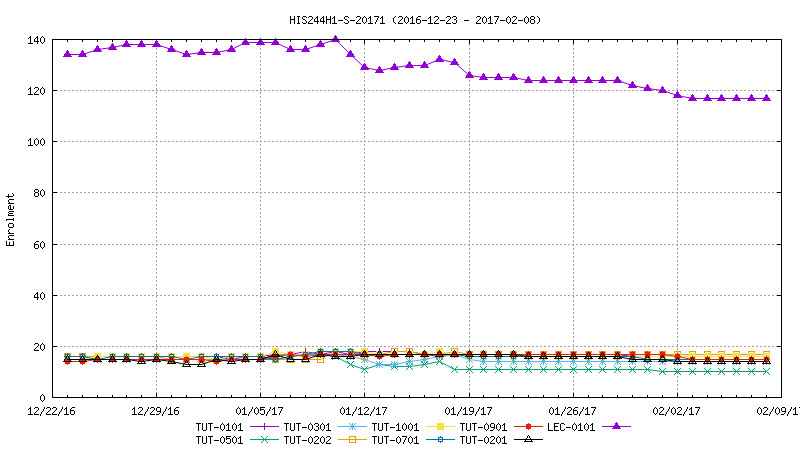 HIS244H1-S-20171 (2016-12-23 - 2017-02-08)
140
120
100
80
60
40
20
0
Enrolment
12/22/16 12/29/16 01/05/17 01/12/17 01/19/17 01/26/17 02/02/17 02/09/1
TUT-0101 TUT-0301 TUT-1001 TUT-0901 LEC-0101
TUT-0501 TUT-0202 TUT-0701 TUT-0201